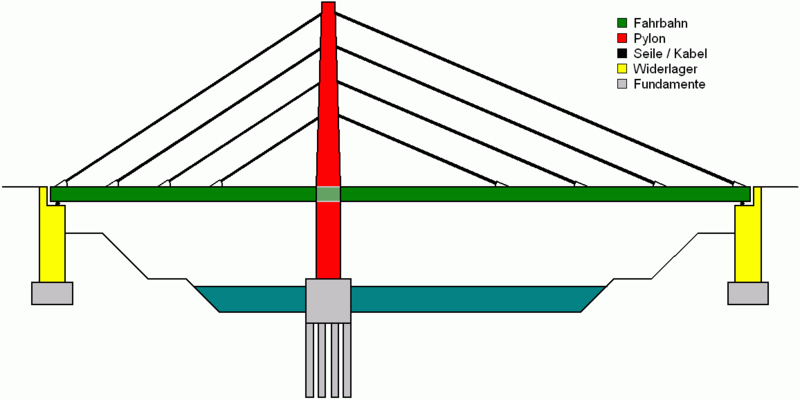 Fahrbahn
Pylon
Seile / Kabel
Widerlager
Fundamente